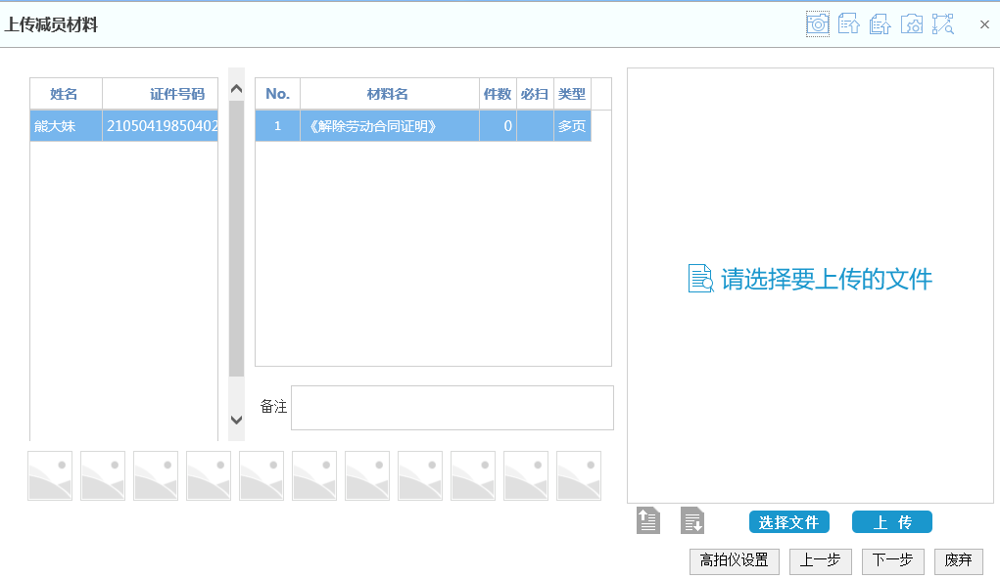 上传减员材料
姓名 证件号码
熊大妹 21050419850402
No. 材料名 件数 必扫 类型
1 《解除劳动合同证明》 0 多页
备注
请选择要上传的文件
选择文件 上 传
高拍仪设置 上一步 下一步 废弃